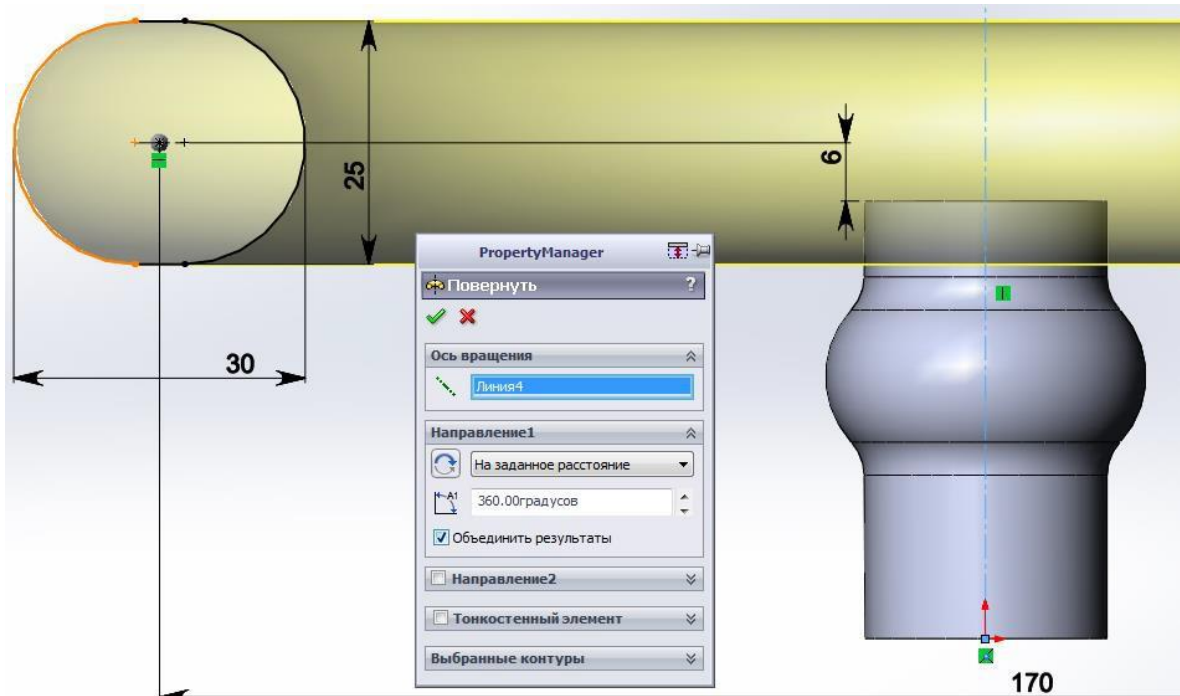 25
6
30
PropertyManager
Повернуть ?
Ось вращения
Линия4
Направление1
На заданное расстояние
A1
360.00градусов
Объединить результаты
Направление2
Тонкостенный элемент
Выбранные контуры
170